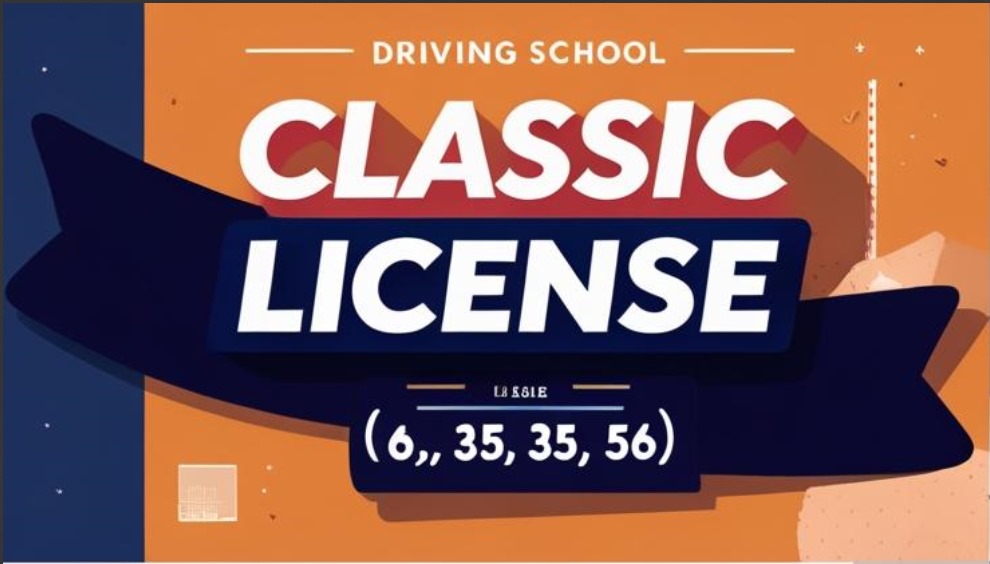 DRIVING SCHOOL
CLASSIC
LICENSE
(6,, 35, 35, 56)